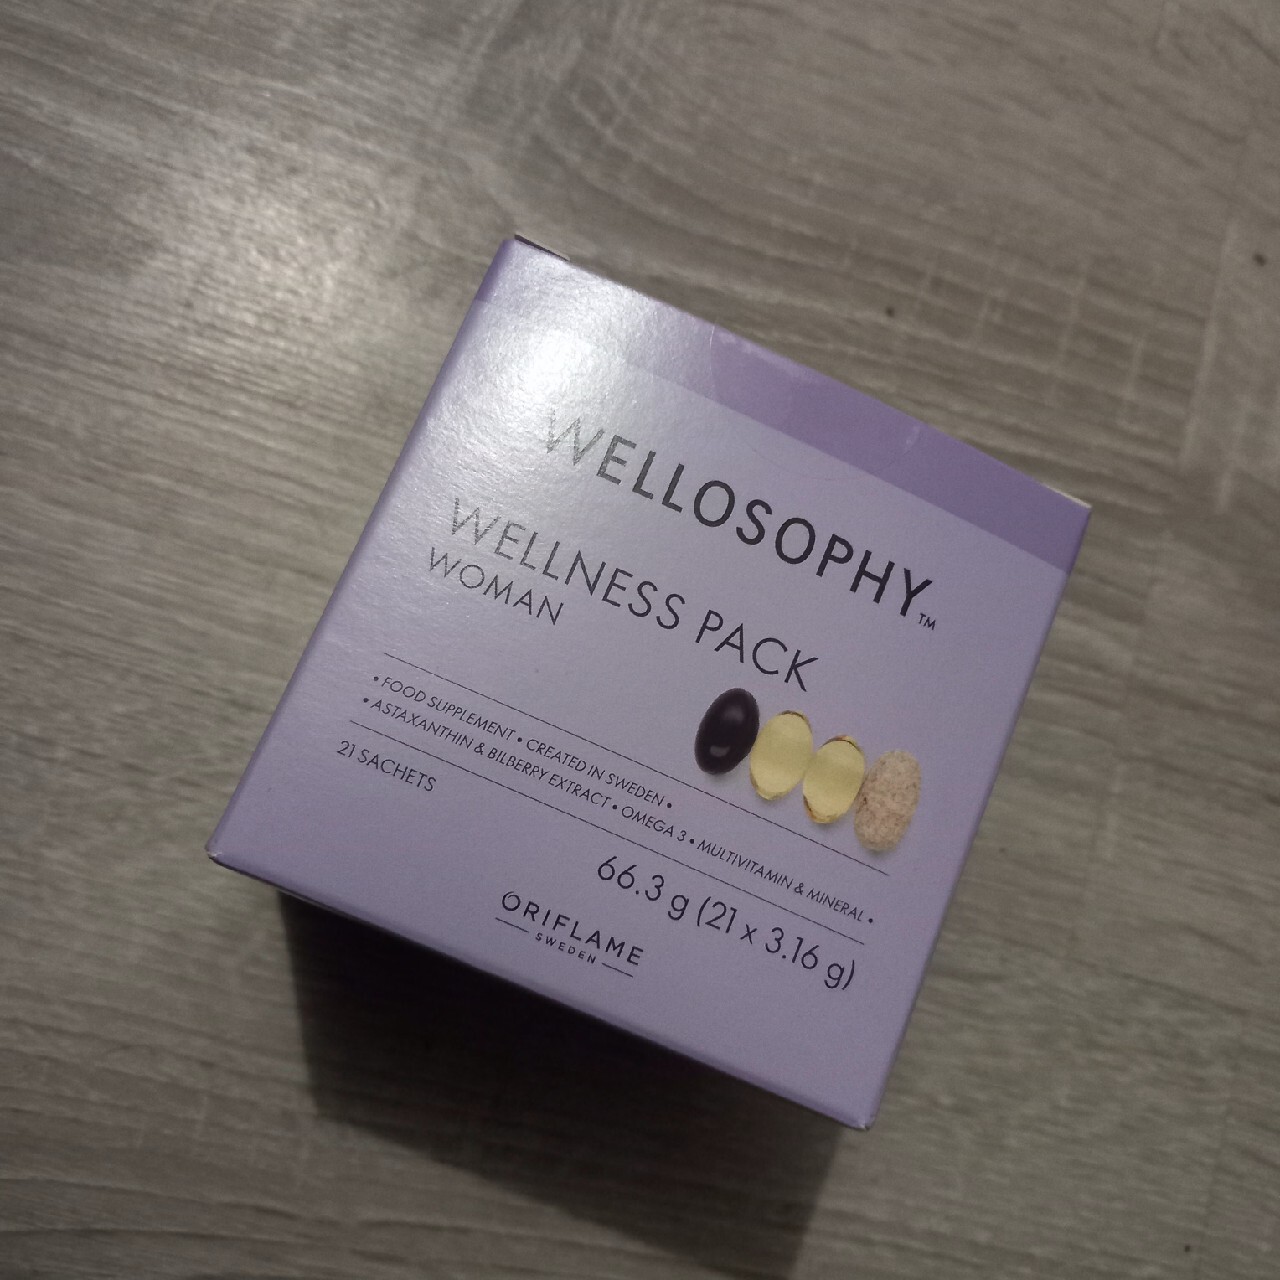 WELLOSOPHY™
WELLNESS PACK
WOMAN
• FOOD SUPPLEMENT • CREATED IN SWEDEN •
• ASTAXANTHIN & BILBERRY EXTRACT • OMEGA 3 • MULTIVITAMIN & MINERAL •
21 SACHETS
66.3 g (21 x 3.16 g)
ORIFLAME
SWEDEN